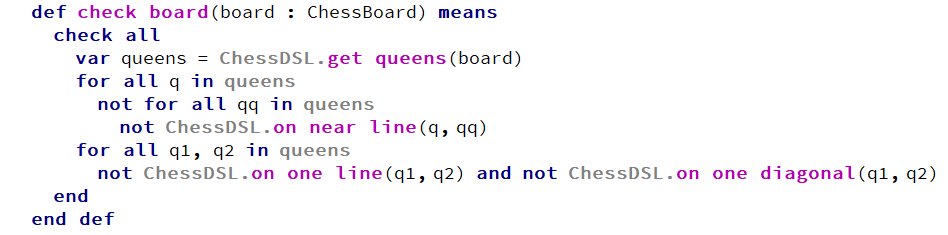 def check board(board : ChessBoard) means
check all
var queens = ChessDSL.get queens(board)
for all q in queens
not for all qq in queens
not ChessDSL.on near line(q, qq)
for all q1, q2 in queens
not ChessDSL.on one line(q1, q2) and not ChessDSL.on one diagonal(q1, q2)
end
end def